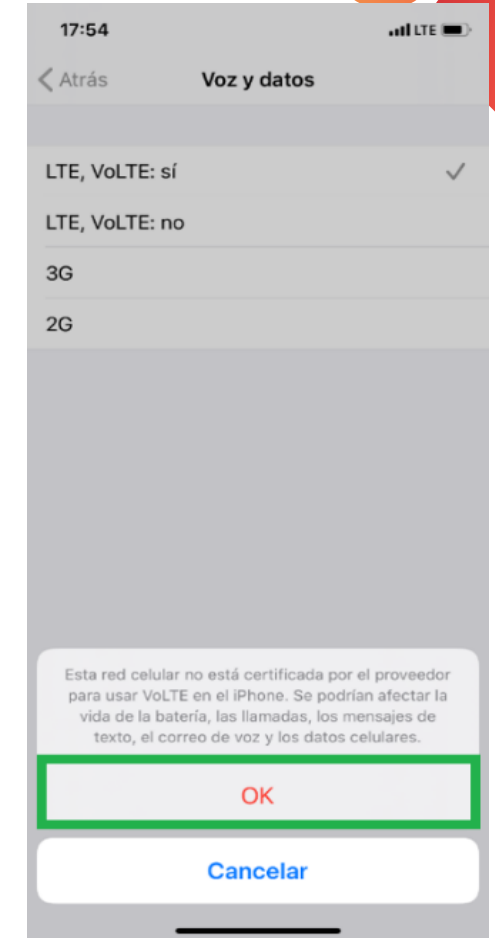 17:54
LTE
Atrás
Voz y datos
LTE, VoLTE: sí
LTE, VoLTE: no
3G
2G
Esta red celular no está certificada por el proveedor
para usar VoLTE en el iPhone. Se podrían afectar la
vida de la batería, las llamadas, los mensajes de
texto, el correo de voz y los datos celulares.
OK
Cancelar